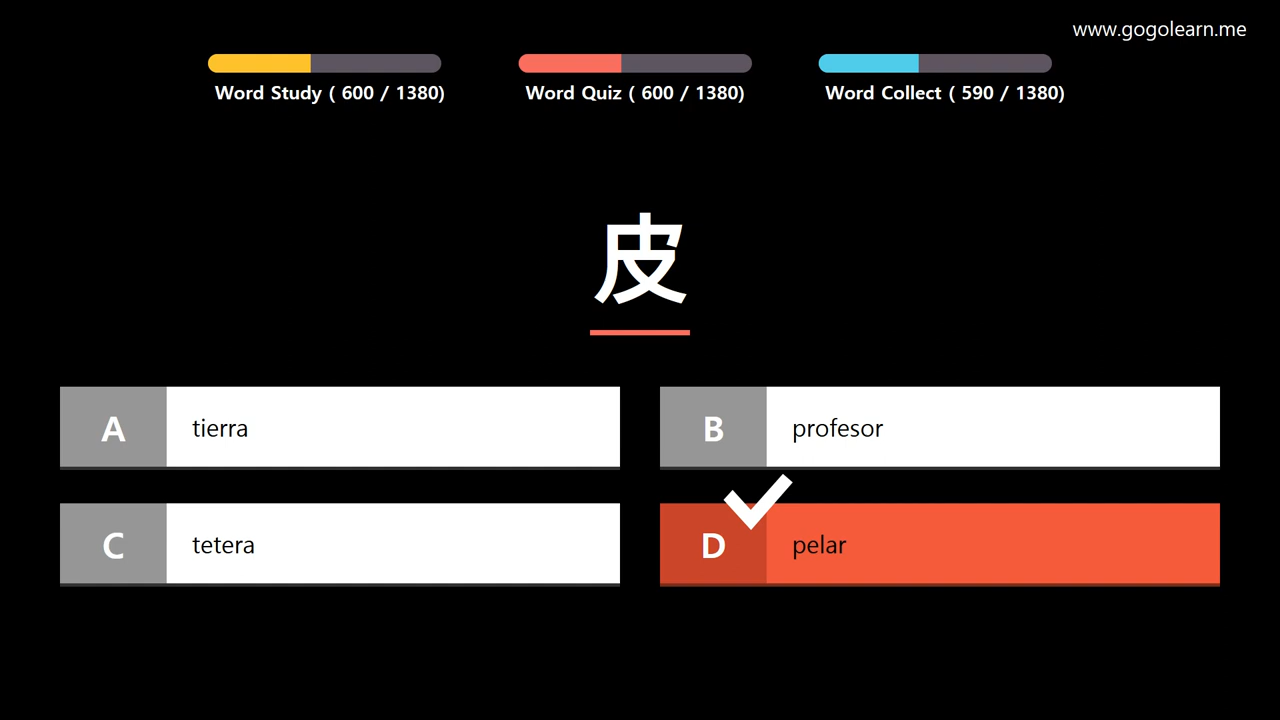 www.gogolearn.me
Word Study ( 600 / 1380)
Word Quiz ( 600 / 1380)
Word Collect ( 590 / 1380)
皮
A tierra
B profesor
C tetera
D pelar